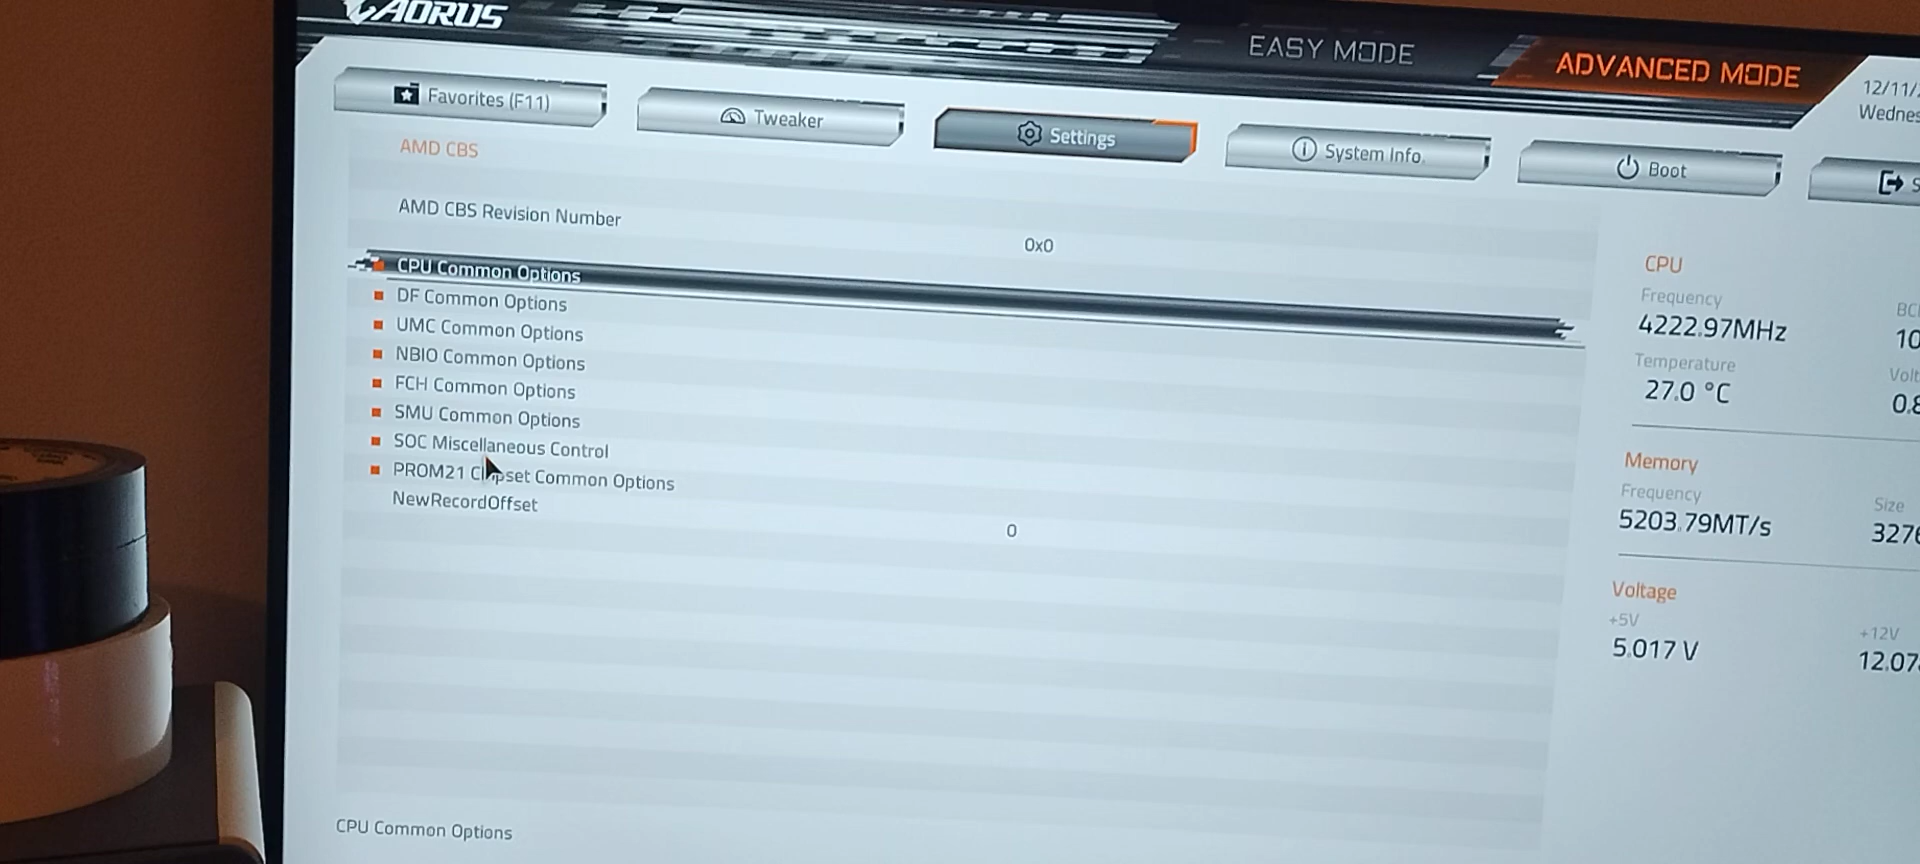 AORUS
EASY MODE
ADVANCED MODE
12/11/
Favorites (F11)
Tweaker
Settings
System Info.
Boot
AMD CBS
AMD CBS Revision Number
0x0
CPU Common Options
DF Common Options
UMC Common Options
NBIO Common Options
FCH Common Options
SMU Common Options
SOC Miscellaneous Control
PROM21 Chipset Common Options
NewRecordOffset
0
CPU
Frequency
4222.97MHz
Temperature
27.0 °C
Memory
Frequency
Size
5203.79MT/s
Voltage
+5V
+12V
5.017 V
12.07
CPU Common Options